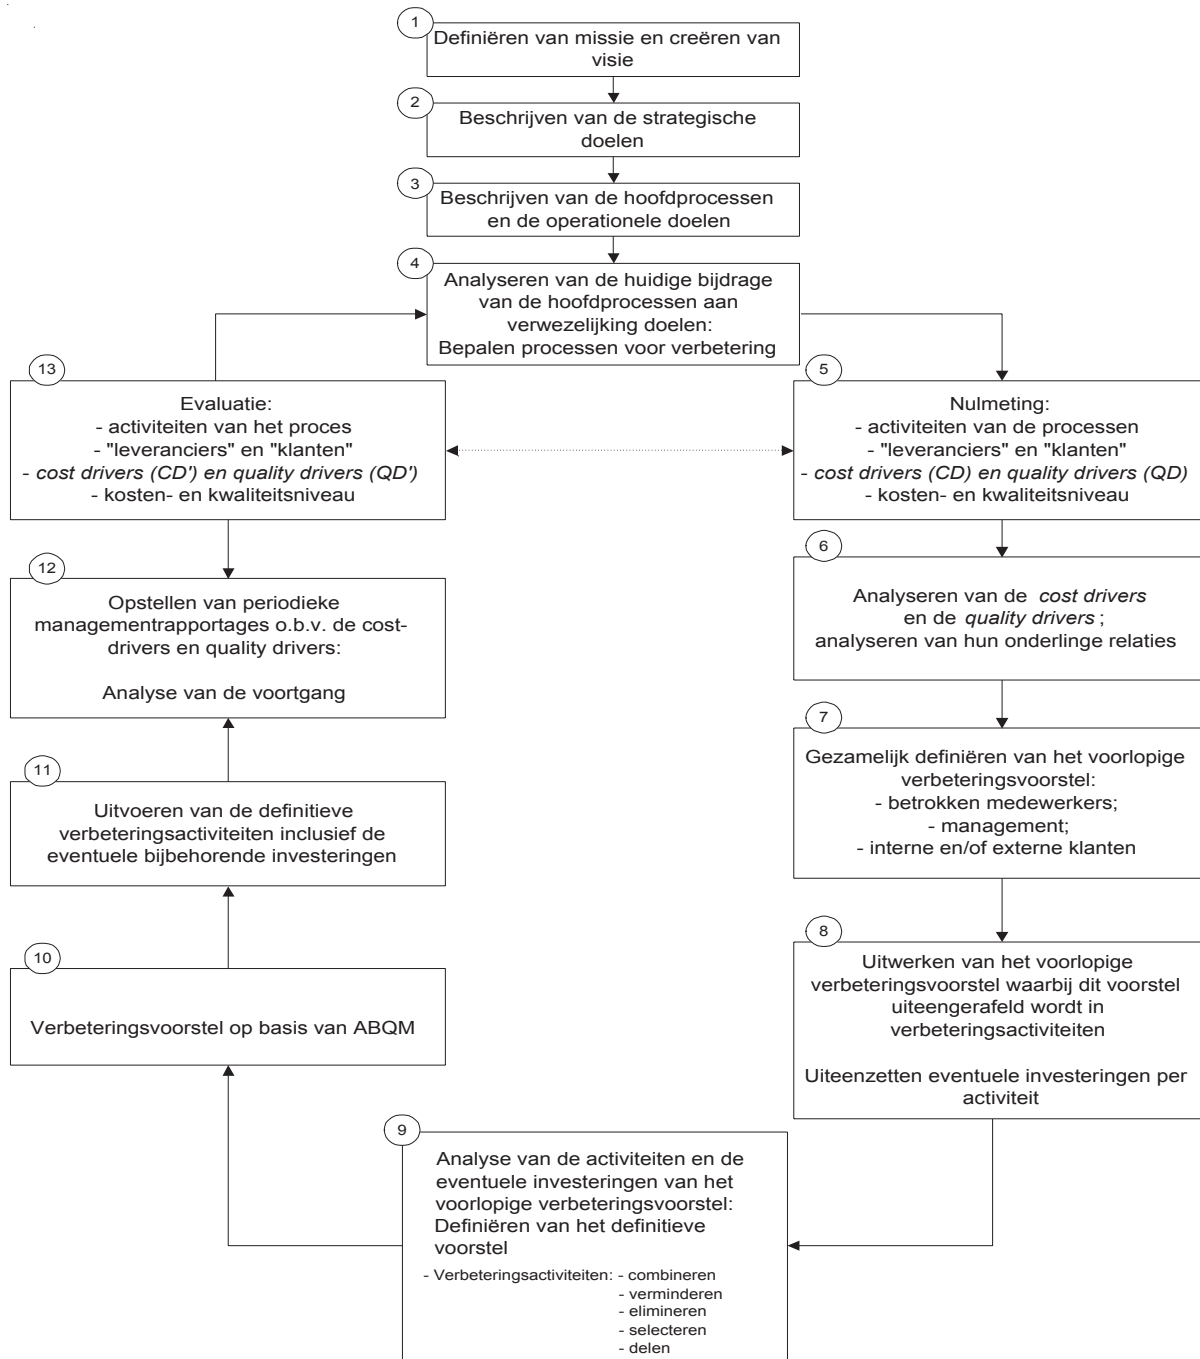 1
Definiëren van missie en creëren van
visie
2
Beschrijven van de strategische
doelen
3
Beschrijven van de hoofdprocessen
en de operationele doelen
4
Analyseren van de huidige bijdrage
van de hoofdprocessen aan
verwezelijking doelen:
Bepalen processen voor verbetering
5
Nulmeting:
- activiteiten van de processen
- "leveranciers" en "klanten"
- cost drivers (CD) en quality drivers (QD)
- kosten- en kwaliteitsniveau
6
Analyseren van de cost drivers
en de quality drivers;
analyseren van hun onderlinge relaties
7
Gezamelijk definiëren van het voorlopige
verbeteringsvoorstel:
- betrokken medewerkers;
- management;
- interne en/of externe klanten
8
Uitwerken van het voorlopige
verbeteringsvoorstel waarbij dit voorstel
uiteengerafeld wordt in
verbeteringsactiviteiten
Uiteenzetten eventuele investeringen per
activiteit
9
Analyse van de activiteiten en de
eventuele investeringen van het
voorlopige verbeteringsvoorstel:
Definiëren van het definitieve
voorstel
- Verbeteringsactiviteiten: - combineren
- verminderen
- elimineren
- selecteren
- delen
10
Verbeteringsvoorstel op basis van ABQM
11
Uitvoeren van de definitieve
verbeteringsactiviteiten inclusief de
eventuele bijbehorende investeringen
12
Opstellen van periodieke
managementrapportages o.b.v. de cost-
drivers en quality drivers:
Analyse van de voortgang
13
Evaluatie:
- activiteiten van het proces
- "leveranciers" en "klanten"
- cost drivers (CD') en quality drivers (QD')
- kosten- en kwaliteitsniveau